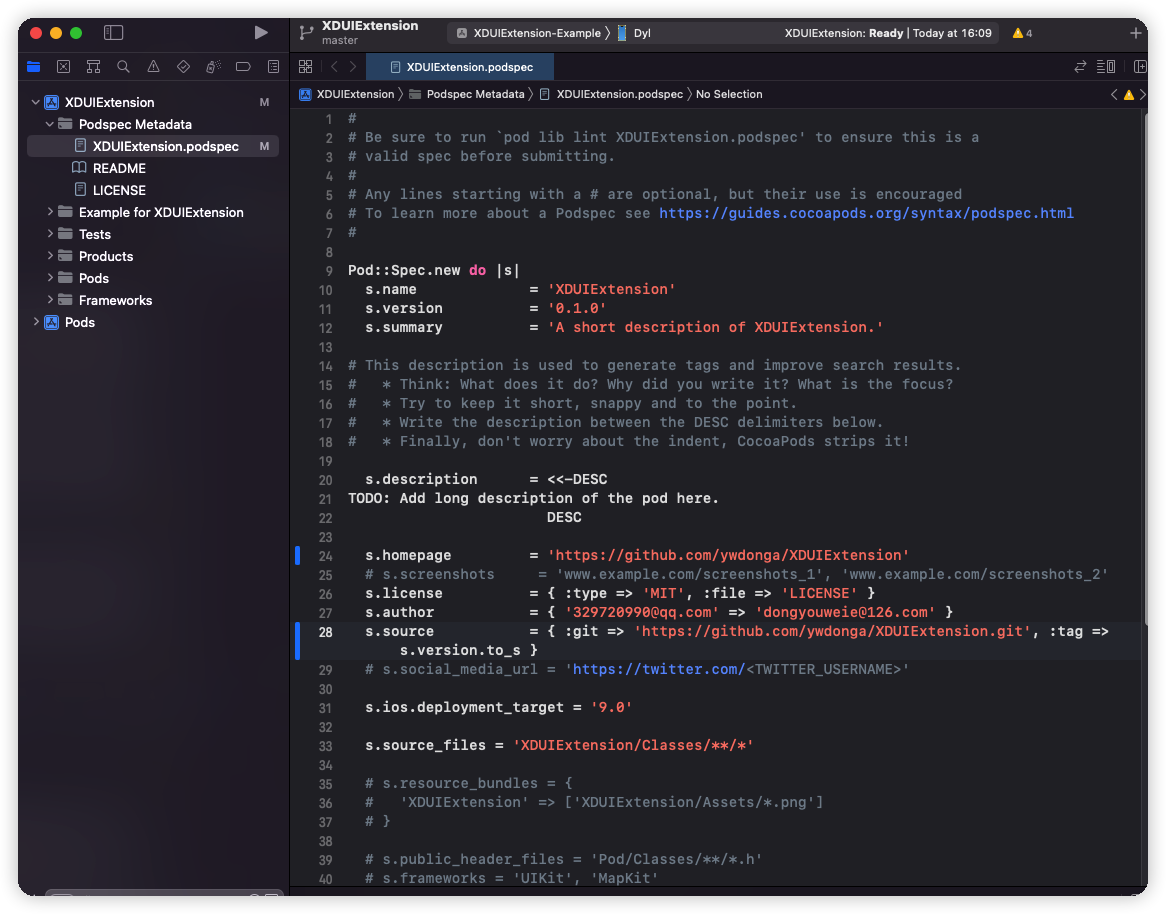 XDUIExtension
master
XDUIExtension-Example 〉 Dyl
XDUIExtension: Ready | Today at 16:09
4
XDUIExtension.podspec
XDUIExtension 〉 Podspec Metadata 〉 XDUIExtension.podspec 〉 No Selection
XDUIExtension M
Podspec Metadata
XDUIExtension.podspec M
README
LICENSE
Example for XDUIExtension
Tests
Products
Pods
Frameworks
Pods
1 #
2 # Be sure to run `pod lib lint XDUIExtension.podspec' to ensure this is a
3 # valid spec before submitting.
4 #
5 # Any lines starting with a # are optional, but their use is encouraged
6 # To learn more about a Podspec see https://guides.cocoapods.org/syntax/podspec.html
7 #
8
9 Pod::Spec.new do |s|
10   s.name             = 'XDUIExtension'
11   s.version          = '0.1.0'
12   s.summary          = 'A short description of XDUIExtension.'
13
14 # This description is used to generate tags and improve search results.
15 #   * Think: What does it do? Why did you write it? What is the focus?
16 #   * Try to keep it short, snappy and to the point.
17 #   * Write the description between the DESC delimiters below.
18 #   * Finally, don't worry about the indent, CocoaPods strips it!
19
20   s.description      = <<-DESC
21 TODO: Add long description of the pod here.
22                        DESC
23
24   s.homepage         = 'https://github.com/ywdonga/XDUIExtension'
25   # s.screenshots     = 'www.example.com/screenshots_1', 'www.example.com/screenshots_2'
26   s.license          = { :type => 'MIT', :file => 'LICENSE' }
27   s.author           = { '329720990@qq.com' => 'dongyouweie@126.com' }
28   s.source           = { :git => 'https://github.com/ywdonga/XDUIExtension.git', :tag =>
s.version.to_s }
29   # s.social_media_url = 'https://twitter.com/<TWITTER_USERNAME>'
30
31   s.ios.deployment_target = '9.0'
32
33   s.source_files = 'XDUIExtension/Classes/**/*'
34
35   # s.resource_bundles = {
36   #   'XDUIExtension' => ['XDUIExtension/Assets/*.png']
37   # }
38
39   # s.public_header_files = 'Pod/Classes/**/*.h'
40   # s.frameworks = 'UIKit', 'MapKit'